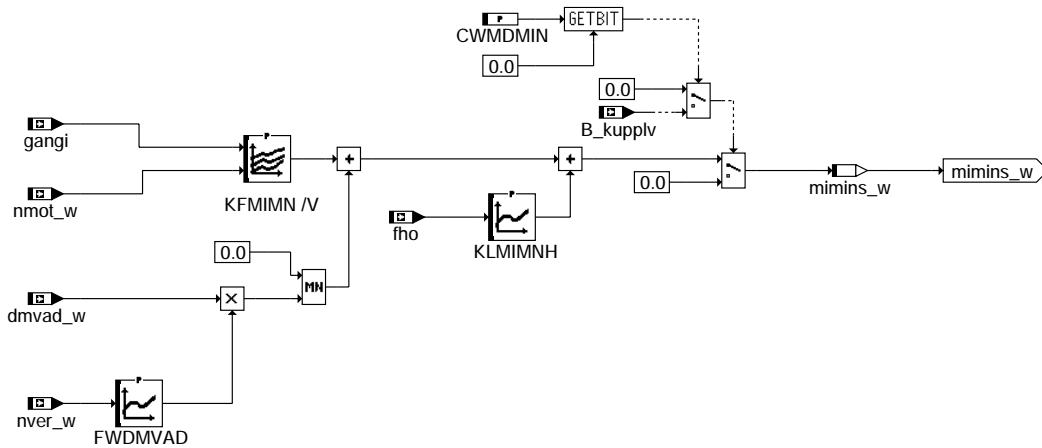 P
GETBIT
CWMDMIN
0.0
0.0
B_kupplv
gangi
P
nmot_w
KFMIMN /V
+
+
0.0
mimins_w
mimins_w
fho
P
KLMIMNH
0.0
MN
dmvad_w
X
P
nver_w
FWDMVAD